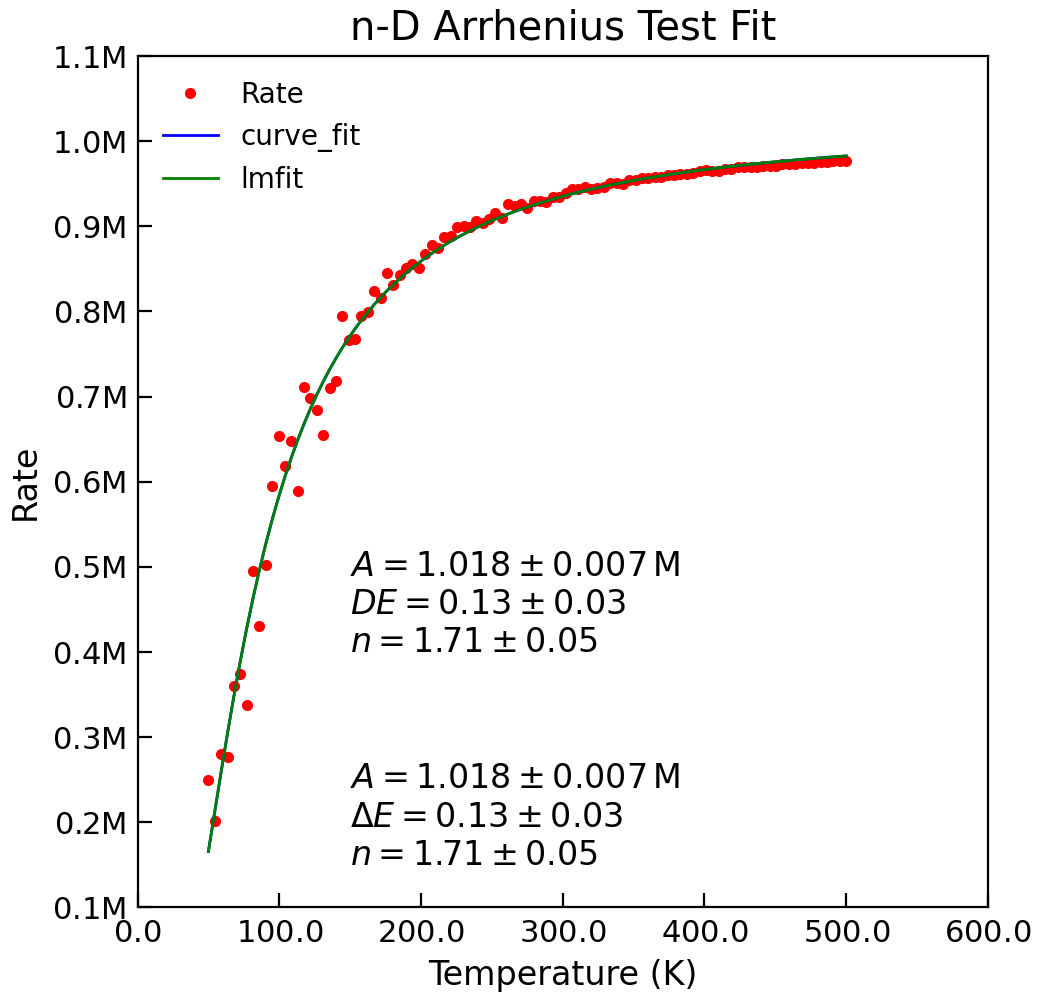 n-D Arrhenius Test Fit
1.1M
1.0M
0.9M
0.8M
0.7M
0.6M
0.5M
0.4M
0.3M
0.2M
0.1M
Rate
Rate
curve_fit
lmfit
A = 1.018 ± 0.007 M
DE = 0.13 ± 0.03
n = 1.71 ± 0.05
A = 1.018 ± 0.007 M
ΔE = 0.13 ± 0.03
n = 1.71 ± 0.05
0.0 100.0 200.0 300.0 400.0 500.0 600.0
Temperature (K)